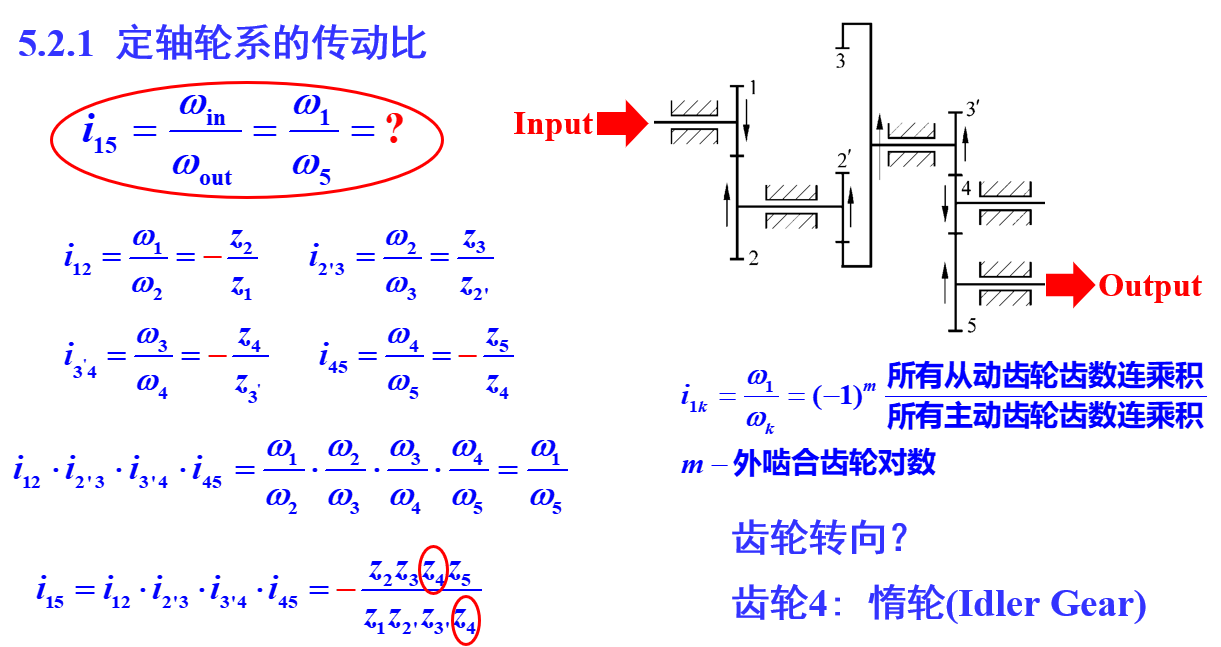 5.2.1 定轴轮系的传动比
i₁₅ = ω_in / ω_out = ω₁ / ω₅ = ?
i₁₂ = ω₁ / ω₂ = − z₂ / z₁
i₂'₃ = ω₂ / ω₃ = z₃ / z₂'
i₃'₄ = ω₃ / ω₄ = − z₄ / z₃'
i₄₅ = ω₄ / ω₅ = − z₅ / z₄
i₁₂ · i₂'₃ · i₃'₄ · i₄₅ = ω₁ / ω₂ · ω₂ / ω₃ · ω₃ / ω₄ · ω₄ / ω₅ = ω₁ / ω₅
i₁₅ = i₁₂ · i₂'₃ · i₃'₄ · i₄₅ = − z₂z₃z₄z₅ / z₁z₂'z₃'z₄
Input
1
2
2′
3
3′
4
5
Output
i₁ₖ = ω₁ / ωₖ = (−1)ᵐ 所有从动齿轮齿数连乘积 / 所有主动齿轮齿数连乘积
m − 外啮合齿轮对数
齿轮转向？
齿轮4： 惰轮(Idler Gear)